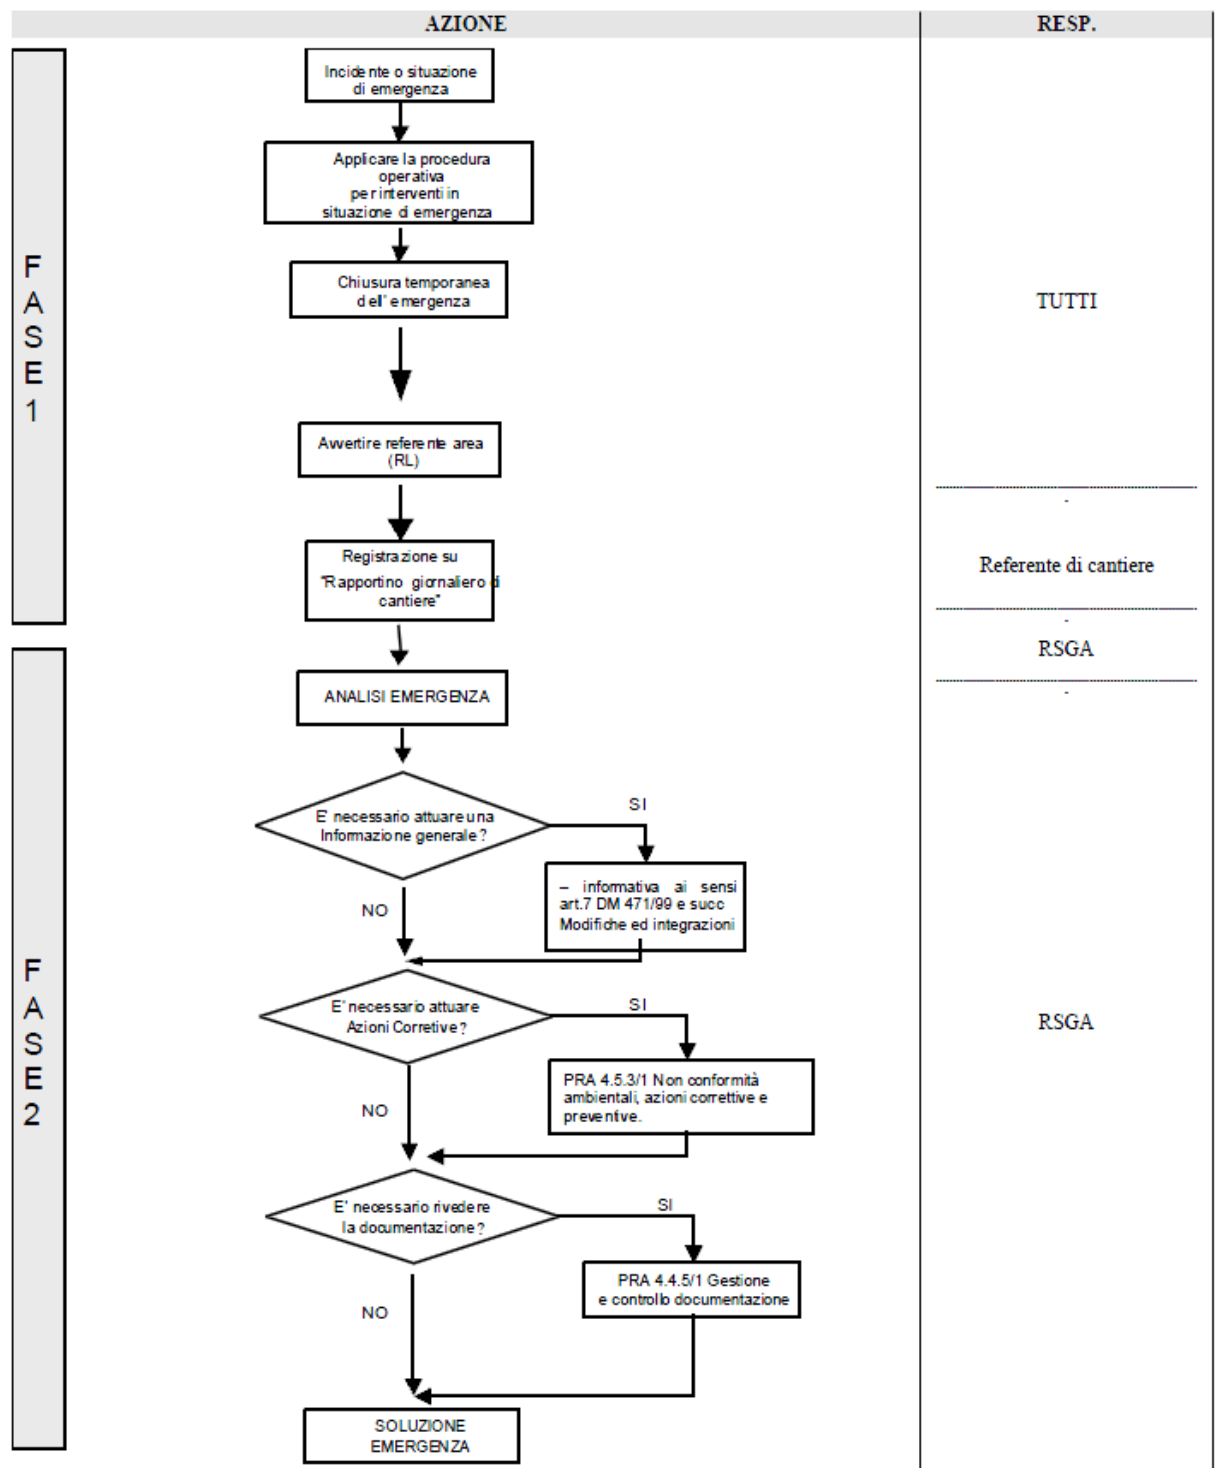 AZIONE
RESP.
FASE 1
Incidente o situazione
di emergenza
Applicare la procedura
operativa
per interventi in
situazione di emergenza
Chiusura temporanea
dell' emergenza
TUTTI
Avvertire referente area
(RL)
Registrazione su
"Rapportino giornaliero di
cantiere"
Referente di cantiere
RSGA
FASE 2
ANALISI EMERGENZA
E' necessario attuare una
Informazione generale?
SI
NO
– informativa ai sensi
art.7 DM 471/99 e succ
Modifiche ed integrazioni
E' necessario attuare
Azioni Corretive?
SI
NO
RSGA
PRA 4.5.3/1 Non conformità
ambientali, azioni correttive e
preventive.
E' necessario rivedere
la documentazione?
SI
NO
PRA 4.4.5/1 Gestione
e controllo documentazione
SOLUZIONE
EMERGENZA